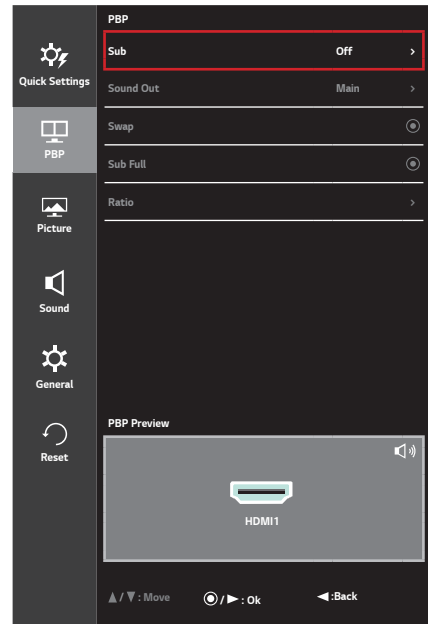 PBP
Sub Off >
Quick Settings
Sound Out Main >
Swap
PBP
Sub Full
Ratio >
Picture
Sound
General
PBP Preview
Reset
HDMI1
▲/▼ : Move ◉/► : Ok ◄ :Back